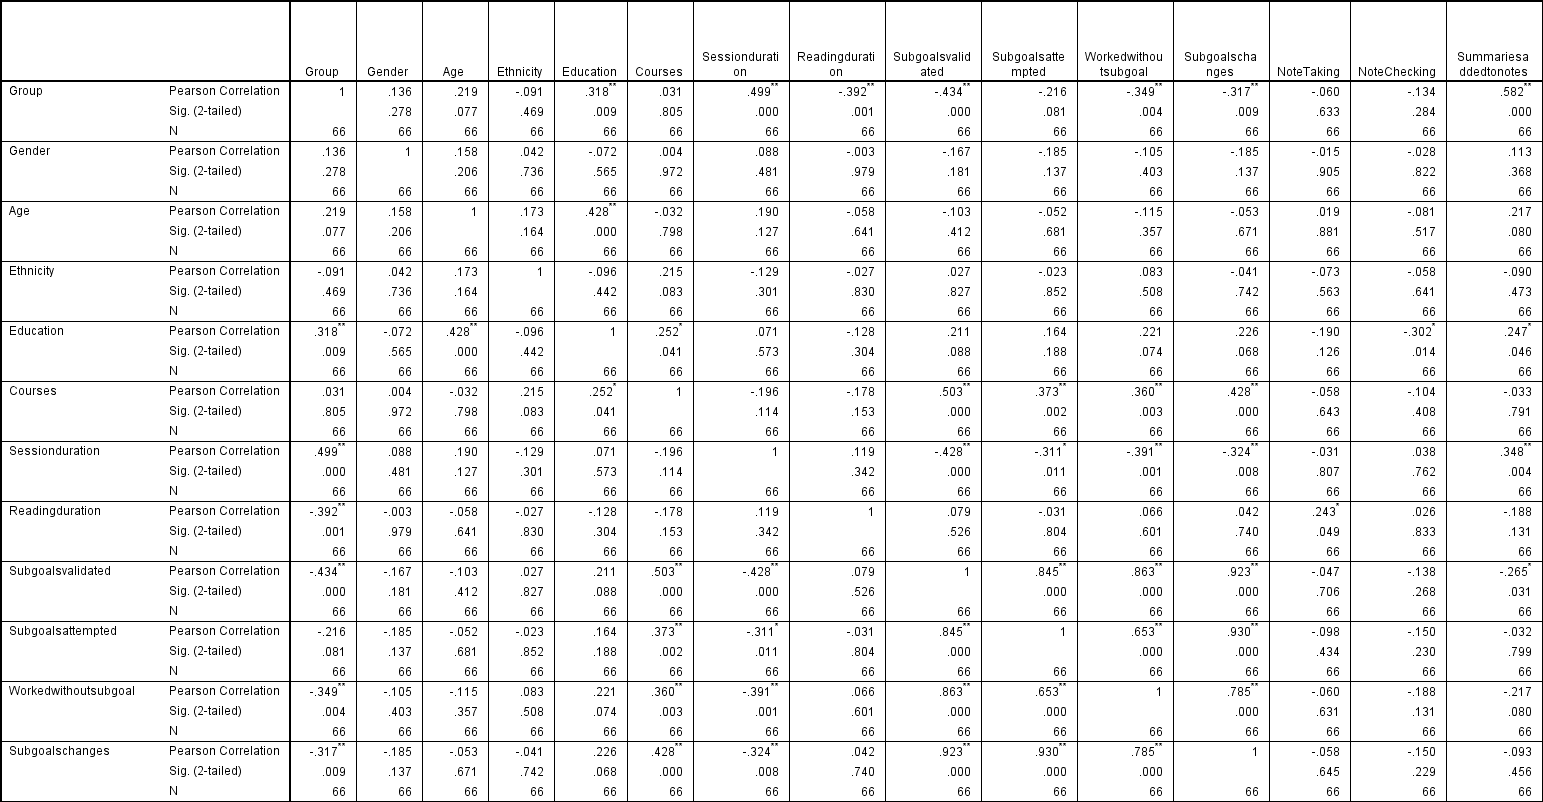 Group Gender Age Ethnicity Education Courses Sessionduration Readingduration Subgoalsvalidated Subgoalsattempted Workedwithoutsubgoal Subgoalschanges NoteTaking NoteChecking Summariesaddedtonotes
Group Pearson Correlation 1 .136 .219 -.091 .318** .031 .499** -.392** -.434** -.216 -.349** -.317** -.060 -.134 .582**
Sig. (2-tailed) .278 .077 .469 .009 .805 .000 .001 .000 .081 .004 .009 .633 .284 .000
N 66 66 66 66 66 66 66 66 66 66 66 66 66 66 66
Gender Pearson Correlation .136 1 .158 .042 -.072 .004 .088 -.003 -.167 -.185 -.105 -.185 -.015 -.028 .113
Sig. (2-tailed) .278 .206 .736 .565 .972 .481 .979 .181 .137 .403 .137 .905 .822 .368
N 66 66 66 66 66 66 66 66 66 66 66 66 66 66 66
Age Pearson Correlation .219 .158 1 .173 .428** -.032 .190 -.058 -.103 -.052 -.115 -.053 .019 -.081 .217
Sig. (2-tailed) .077 .206 .164 .000 .798 .127 .641 .412 .681 .357 .671 .881 .517 .080
N 66 66 66 66 66 66 66 66 66 66 66 66 66 66 66
Ethnicity Pearson Correlation -.091 .042 .173 1 -.096 .215 -.129 -.027 .027 -.023 .083 -.041 -.073 -.058 -.090
Sig. (2-tailed) .469 .736 .164 .442 .083 .301 .830 .827 .852 .508 .742 .563 .641 .473
N 66 66 66 66 66 66 66 66 66 66 66 66 66 66 66
Education Pearson Correlation .318** -.072 .428** -.096 1 .252* .071 -.128 .211 .164 .221 .226 -.190 -.302* .247*
Sig. (2-tailed) .009 .565 .000 .442 .041 .573 .304 .088 .188 .074 .068 .126 .014 .046
N 66 66 66 66 66 66 66 66 66 66 66 66 66 66 66
Courses Pearson Correlation .031 .004 -.032 .215 .252* 1 -.196 -.178 .503** .373** .360** .428** -.058 -.104 -.033
Sig. (2-tailed) .805 .972 .798 .083 .041 .114 .153 .000 .002 .003 .000 .643 .408 .791
N 66 66 66 66 66 66 66 66 66 66 66 66 66 66 66
Sessionduration Pearson Correlation .499** .088 .190 -.129 .071 -.196 1 .119 -.428** -.311* -.391** -.324** -.031 .038 .348**
Sig. (2-tailed) .000 .481 .127 .301 .573 .114 .342 .000 .011 .001 .008 .807 .762 .004
N 66 66 66 66 66 66 66 66 66 66 66 66 66 66 66
Readingduration Pearson Correlation -.392** -.003 -.058 -.027 -.128 -.178 .119 1 .079 -.031 .066 .042 .243* .026 -.188
Sig. (2-tailed) .001 .979 .641 .830 .304 .153 .342 .526 .804 .601 .740 .049 .833 .131
N 66 66 66 66 66 66 66 66 66 66 66 66 66 66 66
Subgoalsvalidated Pearson Correlation -.434** -.167 -.103 .027 .211 .503** -.428** .079 1 .845** .863** .923** -.047 -.138 -.265*
Sig. (2-tailed) .000 .181 .412 .827 .088 .000 .000 .526 .000 .000 .000 .706 .268 .031
N 66 66 66 66 66 66 66 66 66 66 66 66 66 66 66
Subgoalsattempted Pearson Correlation -.216 -.185 -.052 -.023 .164 .373** -.311* -.031 .845** 1 .653** .930** -.098 -.150 -.032
Sig. (2-tailed) .081 .137 .681 .852 .188 .002 .011 .804 .000 .000 .000 .434 .230 .799
N 66 66 66 66 66 66 66 66 66 66 66 66 66 66 66
Workedwithoutsubgoal Pearson Correlation -.349** -.105 -.115 .083 .221 .360** -.391** .066 .863** .653** 1 .785** -.060 -.188 -.217
Sig. (2-tailed) .004 .403 .357 .508 .074 .003 .001 .601 .000 .000 .000 .631 .131 .080
N 66 66 66 66 66 66 66 66 66 66 66 66 66 66 66
Subgoalschanges Pearson Correlation -.317** -.185 -.053 -.041 .226 .428** -.324** .042 .923** .930** .785** 1 -.058 -.150 -.093
Sig. (2-tailed) .009 .137 .671 .742 .068 .000 .008 .740 .000 .000 .000 .645 .229 .456
N 66 66 66 66 66 66 66 66 66 66 66 66 66 66 66